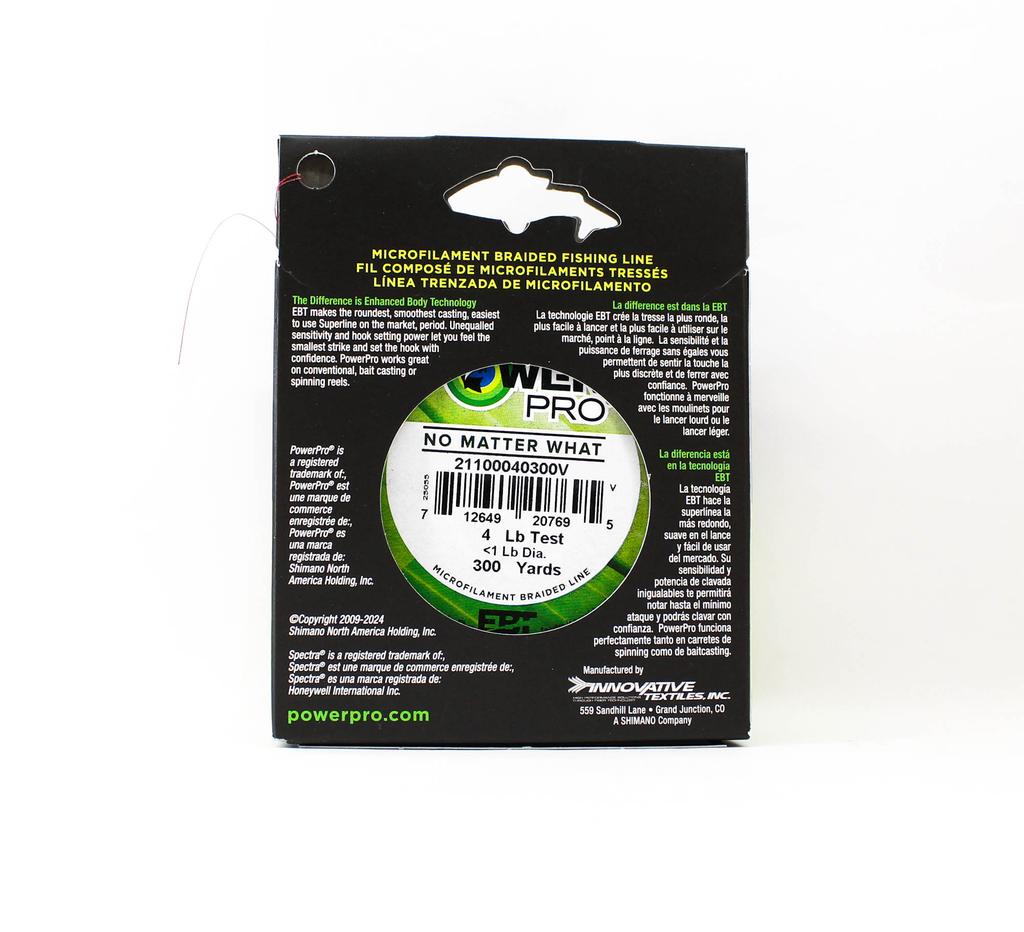 MICROFILAMENT BRAIDED FISHING LINE
FIL COMPOSÉ DE MICROFILAMENTS TRESSÉS
LÍNEA TRENZADA DE MICROFILAMENTO
The Difference is Enhanced Body Technology
EBT makes the roundest, smoothest casting, easiest
to use Superline on the market, period. Unequalled
sensitivity and hook setting power let you feel the
smallest strike and set the hook with
confidence. PowerPro works great
on conventional, bait casting or
spinning reels.
La difference est dans la EBT
La technologie EBT crée la tresse la plus ronde, la
plus facile à lancer et la plus facile à utiliser sur le
marché, point à la ligne. La sensibilité et la
puissance de ferrage sans égales vous
permettent de sentir la touche la
plus discrète et de ferrer avec
confiance. PowerPro
fonctionne à merveille
avec les moulinets pour
le lancer lourd ou le
lancer léger.
La diferencia está
en la tecnologia
EBT
La tecnología
EBT hace la
superlínea la
más redondo,
suave en el lance
y fácil de usar
del mercado. Su
sensibilidad y
potencia de clavada
inigualables te permitirá
notar hasta el mínimo
ataque y podrás clavar con
confianza. PowerPro funciona
perfectamente tanto en carretes de
spinning como de baitcasting.
POWER
PRO
NO MATTER WHAT
21100040300V
25055
V
7 12649 20769 5
4 Lb Test
<1 Lb Dia.
300 Yards
MICROFILAMENT BRAIDED LINE
EBT
PowerPro® is
a registered
trademark of:,
PowerPro® est
une marque de
commerce
enregistrée de:,
PowerPro® es
una marca
registrada de:
Shimano North
America Holding, Inc.
©Copyright 2009-2024
Shimano North America Holding, Inc.
Spectra® is a registered trademark of:,
Spectra® est une marque de commerce enregistrée de:,
Spectra® es una marca registrada de:
Honeywell International Inc.
powerpro.com
Manufactured by
INNOVATIVE
TEXTILES, INC.
HIGH PERFORMANCE SOLUTIONS
THROUGH FIBER TECHNOLOGY
559 Sandhill Lane • Grand Junction, CO
A SHIMANO Company